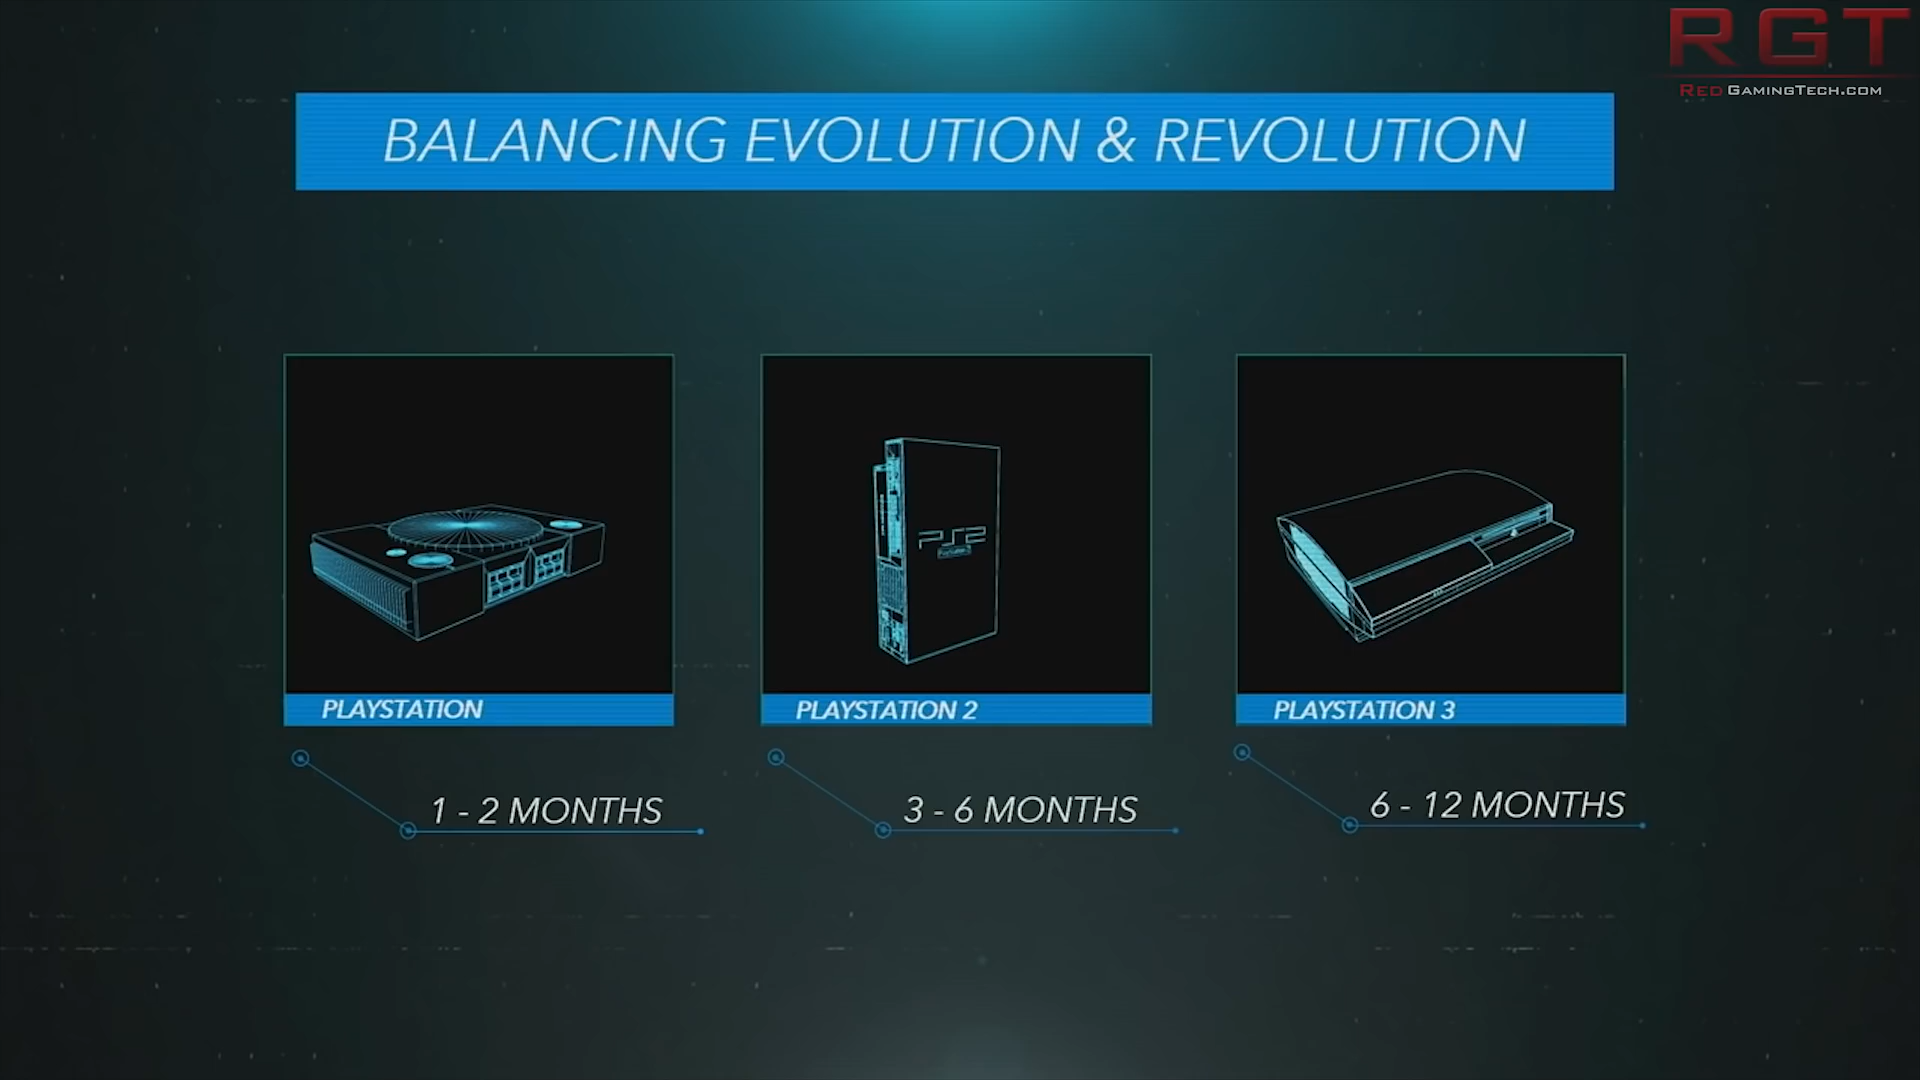 RGT
RedGamingTech.com
BALANCING EVOLUTION & REVOLUTION
PS2
PLAYSTATION
PLAYSTATION 2
PLAYSTATION 3
1 - 2 MONTHS
3 - 6 MONTHS
6 - 12 MONTHS